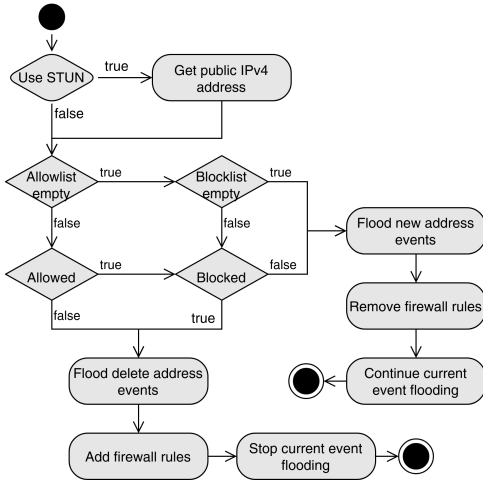 Use STUN
true
Get public IPv4
address
false
Allowlist
empty
true
Blocklist
empty
true
false
false
Flood new address
events
Allowed
true
Blocked
false
false
true
Remove firewall rules
Flood delete address
events
Continue current
event flooding
Add firewall rules
Stop current event
flooding